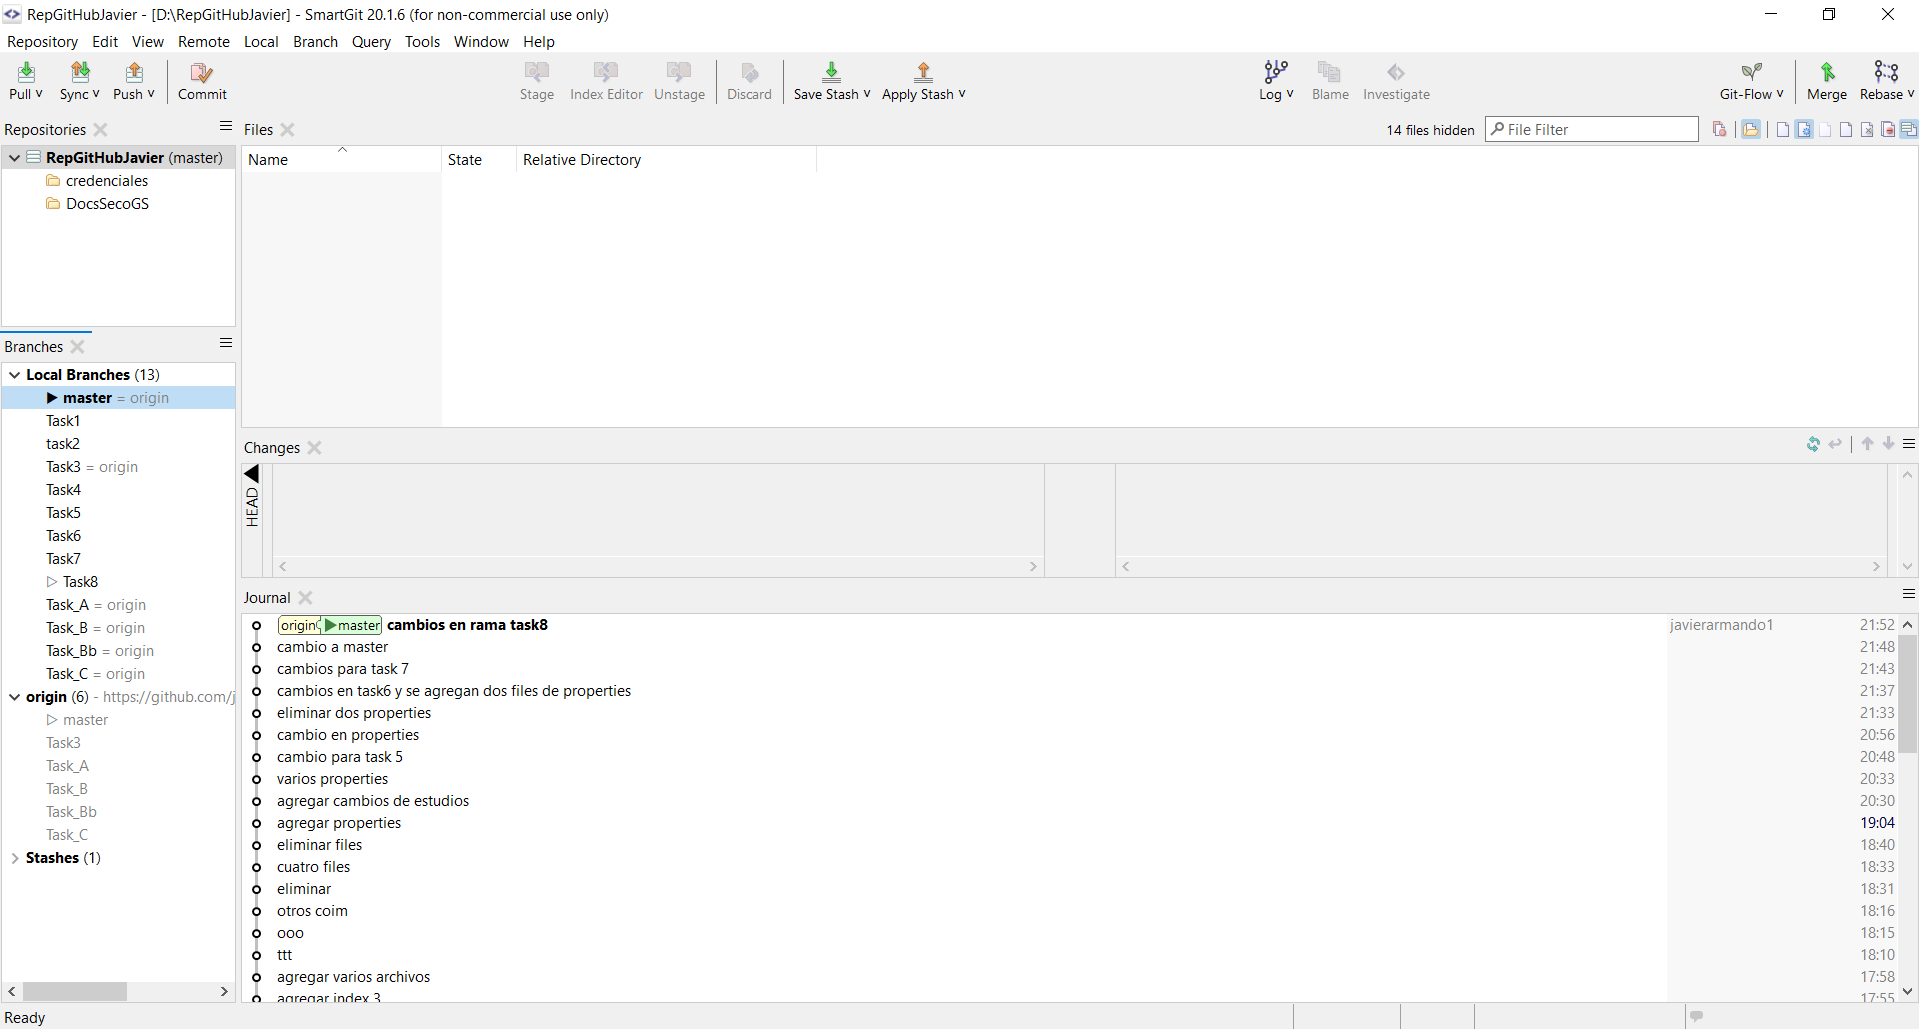 RepGitHubJavier - [D:\RepGitHubJavier] - SmartGit 20.1.6 (for non-commercial use only)
Repository Edit View Remote Local Branch Query Tools Window Help
Pull Sync Push Commit Stage Index Editor Unstage Discard Save Stash Apply Stash Log Blame Investigate Git-Flow Merge Rebase
Repositories
RepGitHubJavier (master)
credenciales
DocsSecoGS
Files
14 files hidden
File Filter
Name State Relative Directory
Branches
Local Branches (13)
master = origin
Task1
task2
Task3 = origin
Task4
Task5
Task6
Task7
Task8
Task_A = origin
Task_B = origin
Task_Bb = origin
Task_C = origin
origin (6) - https://github.com/j
master
Task3
Task_A
Task_B
Task_Bb
Task_C
Stashes (1)
Changes
HEAD
Journal
origin master cambios en rama task8 javierarmando1 21:52
cambio a master 21:48
cambios para task 7 21:43
cambios en task6 y se agregan dos files de properties 21:37
eliminar dos properties 21:33
cambio en properties 20:56
cambio para task 5 20:48
varios properties 20:33
agregar cambios de estudios 20:30
agregar properties 19:04
eliminar files 18:40
cuatro files 18:33
eliminar 18:31
otros coim 18:16
ooo 18:15
ttt 18:10
agregar varios archivos 17:58
agregar index 3 17:55
Ready